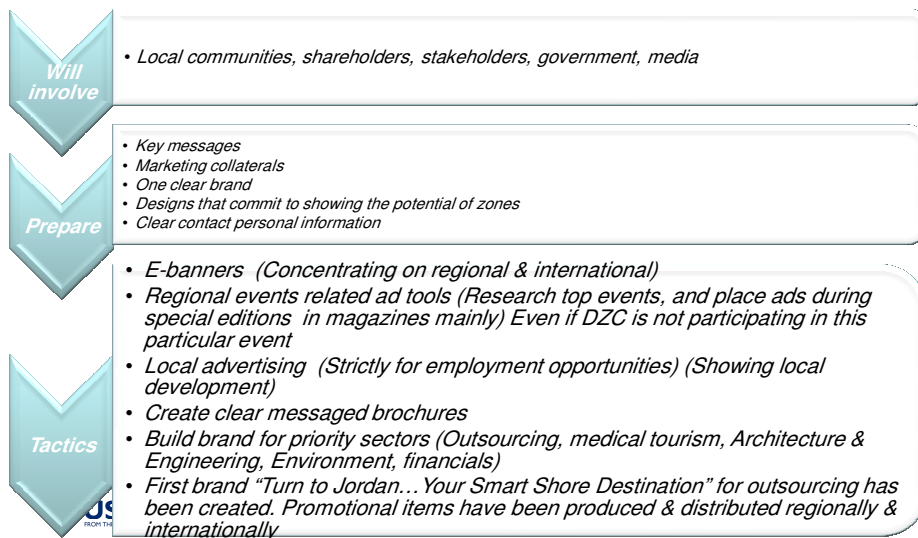 Will
involve
• Local communities, shareholders, stakeholders, government, media
Prepare
• Key messages
• Marketing collaterals
• One clear brand
• Designs that commit to showing the potential of zones
• Clear contact personal information
Tactics
• E-banners (Concentrating on regional & international)
• Regional events related ad tools (Research top events, and place ads during
special editions in magazines mainly) Even if DZC is not participating in this
particular event
• Local advertising (Strictly for employment opportunities) (Showing local
development)
• Create clear messaged brochures
• Build brand for priority sectors (Outsourcing, medical tourism, Architecture &
Engineering, Environment, financials)
• First brand “Turn to Jordan…Your Smart Shore Destination” for outsourcing has
been created. Promotional items have been produced & distributed regionally &
internationally
US
FROM THE